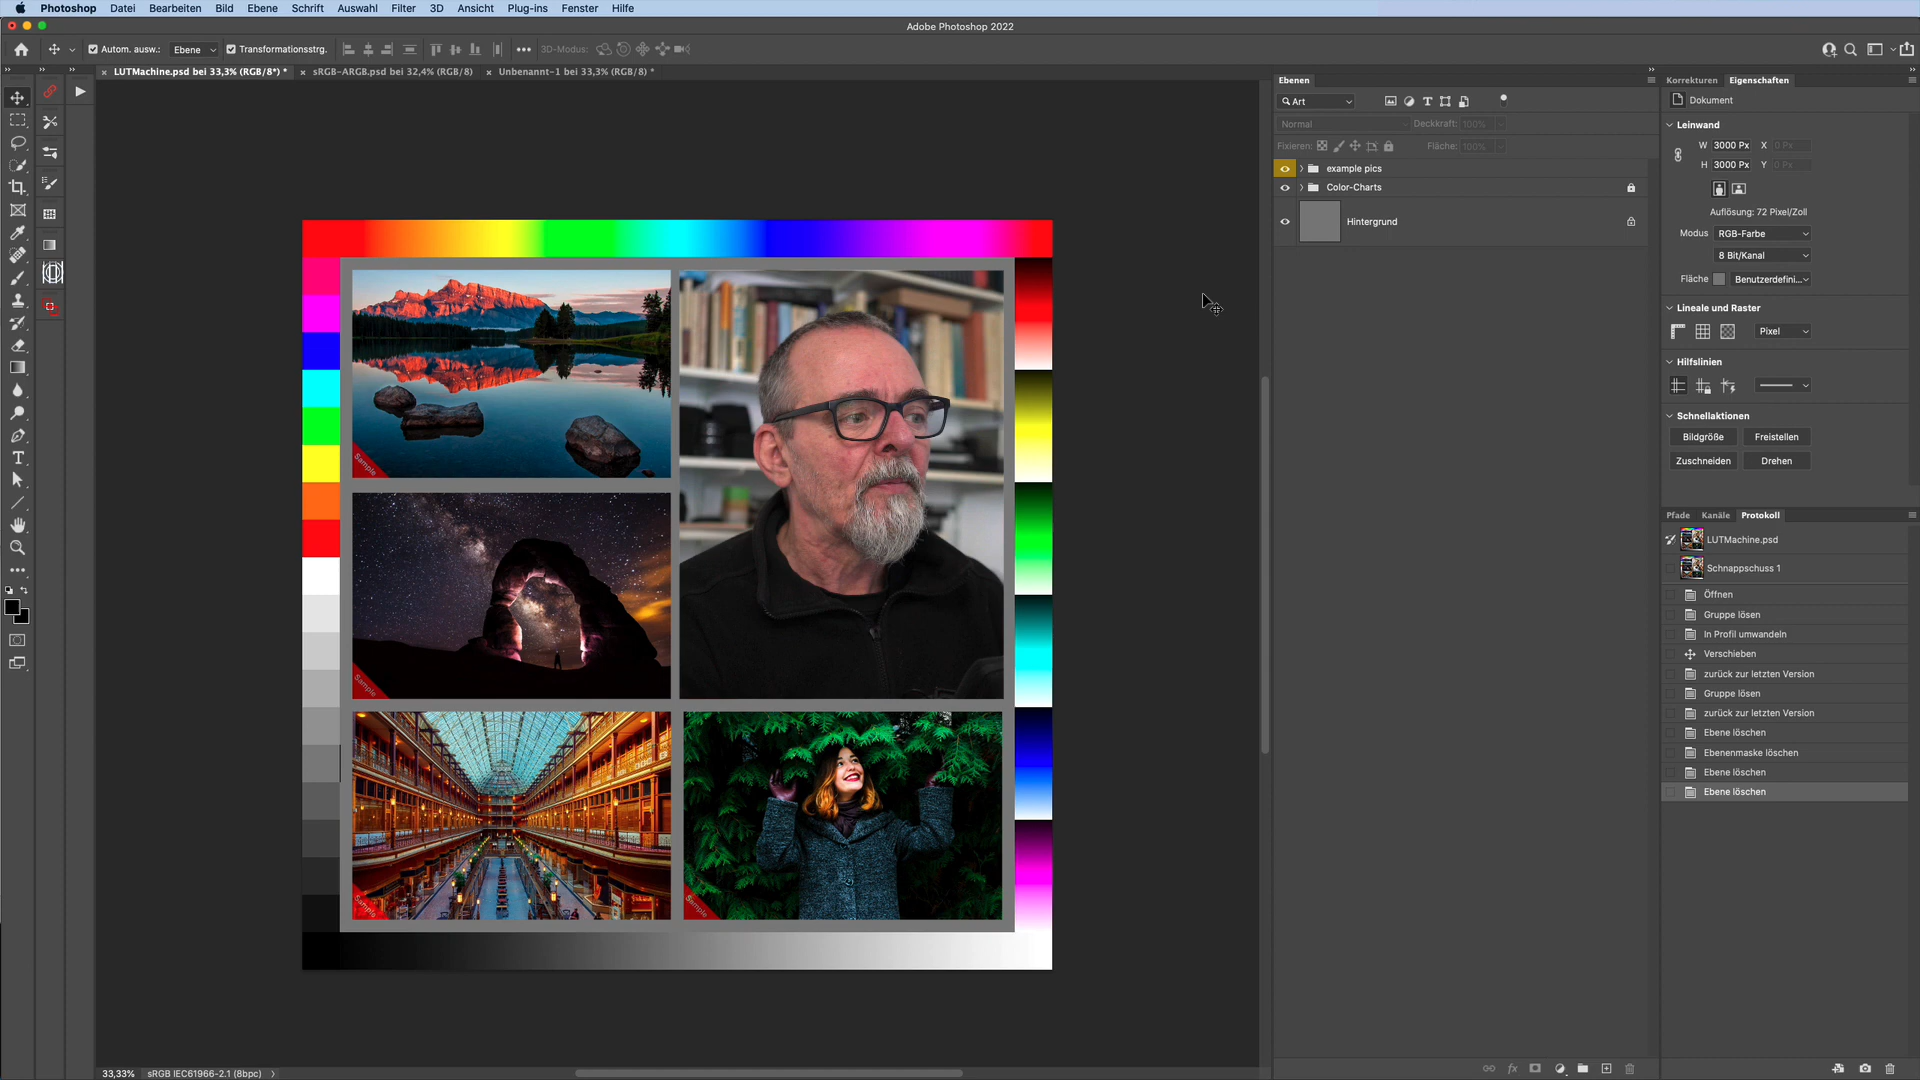 Photoshop Datei Bearbeiten Bild Ebene Schrift Auswahl Filter 3D Ansicht Plug-ins Fenster Hilfe
Adobe Photoshop 2022
Autom. ausw.: Ebene Transformationsstrg. 3D-Modus:
LUTMachine.psd bei 33,3% (RGB/8*) * sRGB-ARGB.psd bei 32,4% (RGB/8) Unbenannt-1 bei 33,3% (RGB/8) *
Ebenen
Art
Normal Deckkraft: 100%
Fixieren: Fläche: 100%
example pics
Color-Charts
Hintergrund
Korrekturen Eigenschaften
Dokument
Leinwand
W 3000 Px X 0 Px
H 3000 Px Y 0 Px
Auflösung: 72 Pixel/Zoll
Modus RGB-Farbe
8 Bit/Kanal
Fläche Benutzerdefini...
Lineale und Raster
Pixel
Hilfslinien
Schnellaktionen
Bildgröße Freistellen
Zuschneiden Drehen
Pfade Kanäle Protokoll
LUTMachine.psd
Schnappschuss 1
Öffnen
Gruppe lösen
In Profil umwandeln
Verschieben
zurück zur letzten Version
Gruppe lösen
zurück zur letzten Version
Ebene löschen
Ebenenmaske löschen
Ebene löschen
Ebene löschen
Sample
Sample
Sample
Sample
33,33% sRGB IEC61966-2.1 (8bpc)
fx